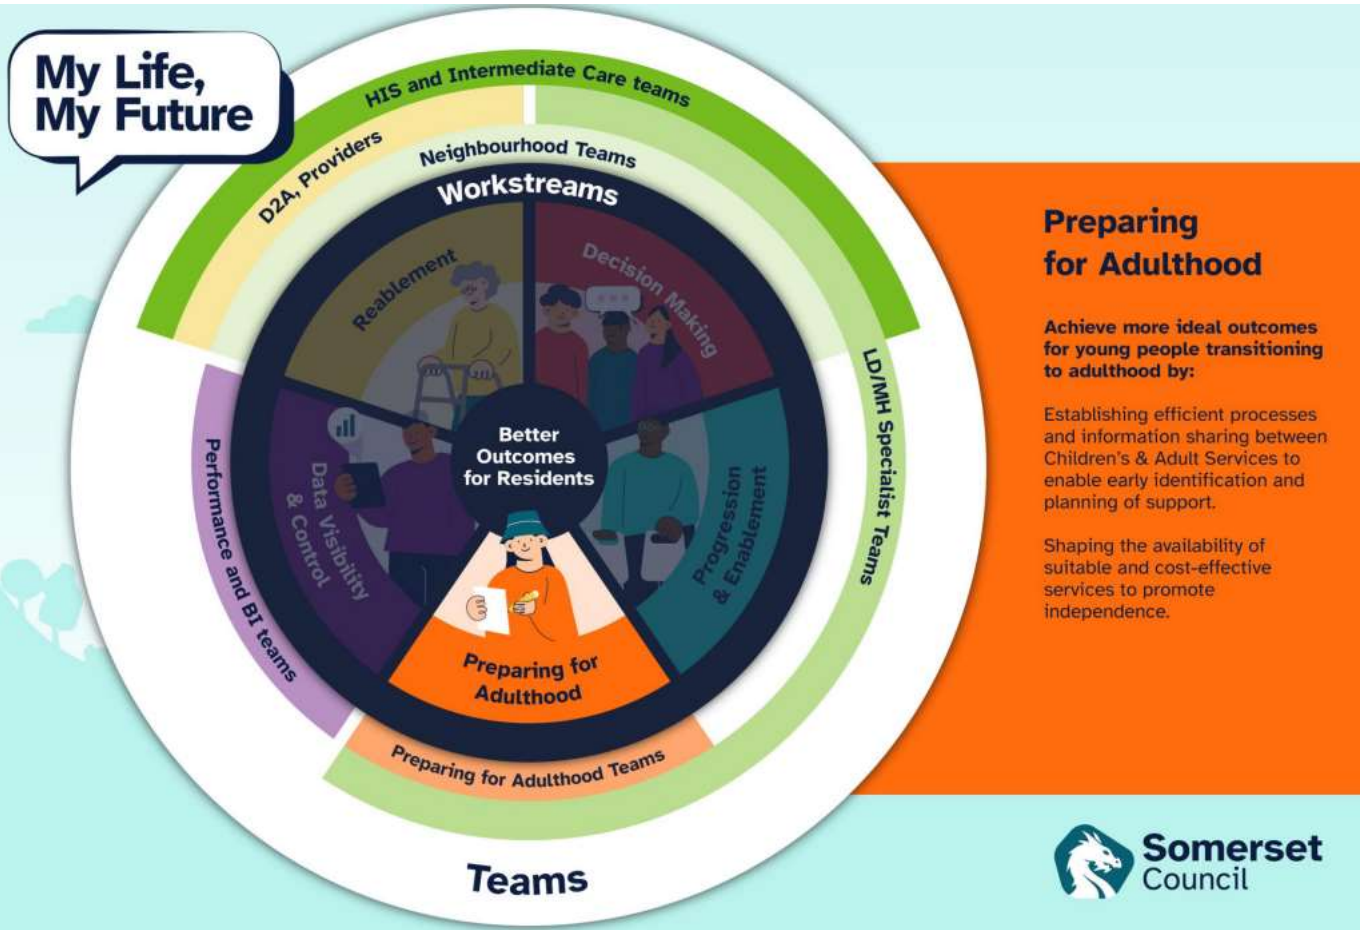 My Life,
My Future
HIS and Intermediate Care teams
D2A, Providers
Neighbourhood Teams
Workstreams
Reablement
Decision Making
LD/MH Specialist Teams
Better
Outcomes
for Residents
Performance and BI teams
Data Visibility
& Control
Progression
& Enablement
Preparing for
Adulthood
Preparing for Adulthood Teams
Teams
Preparing
for Adulthood
Achieve more ideal outcomes
for young people transitioning
to adulthood by:
Establishing efficient processes
and information sharing between
Children's & Adult Services to
enable early identification and
planning of support.
Shaping the availability of
suitable and cost-effective
services to promote
independence.
Somerset
Council